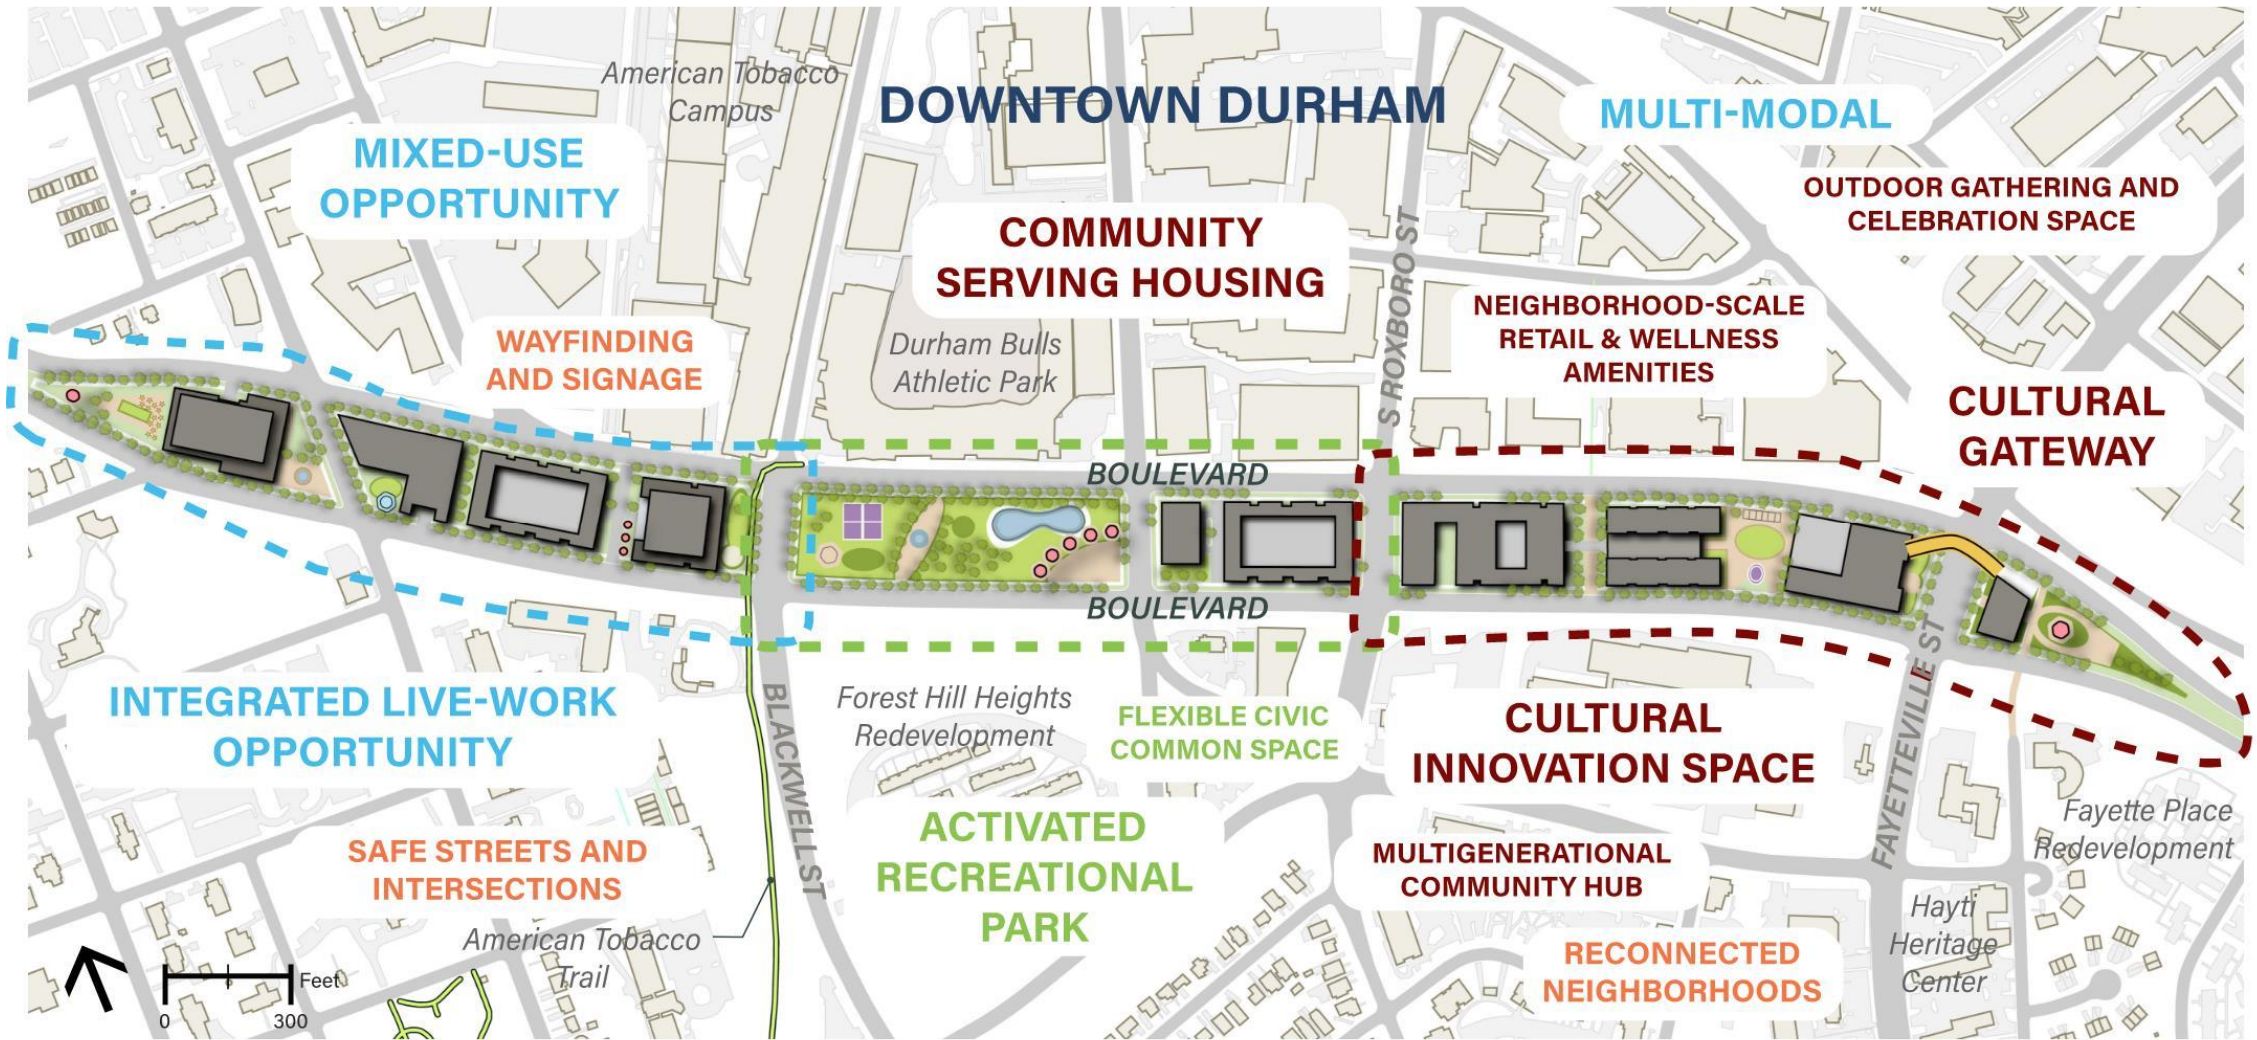 American Tobacco
Campus
DOWNTOWN DURHAM
MULTI-MODAL
MIXED-USE
OPPORTUNITY
OUTDOOR GATHERING AND
CELEBRATION SPACE
COMMUNITY
SERVING HOUSING
S ROXBORO ST
NEIGHBORHOOD-SCALE
RETAIL & WELLNESS
AMENITIES
WAYFINDING
AND SIGNAGE
Durham Bulls
Athletic Park
CULTURAL
GATEWAY
BOULEVARD
BOULEVARD
INTEGRATED LIVE-WORK
OPPORTUNITY
BLACKWELL ST
Forest Hill Heights
Redevelopment
FLEXIBLE CIVIC
COMMON SPACE
CULTURAL
INNOVATION SPACE
FAYETTEVILLE ST
Fayette Place
Redevelopment
ACTIVATED
RECREATIONAL
PARK
SAFE STREETS AND
INTERSECTIONS
MULTIGENERATIONAL
COMMUNITY HUB
American Tobacco
Trail
Hayti
Heritage
Center
RECONNECTED
NEIGHBORHOODS
Feet
0 300